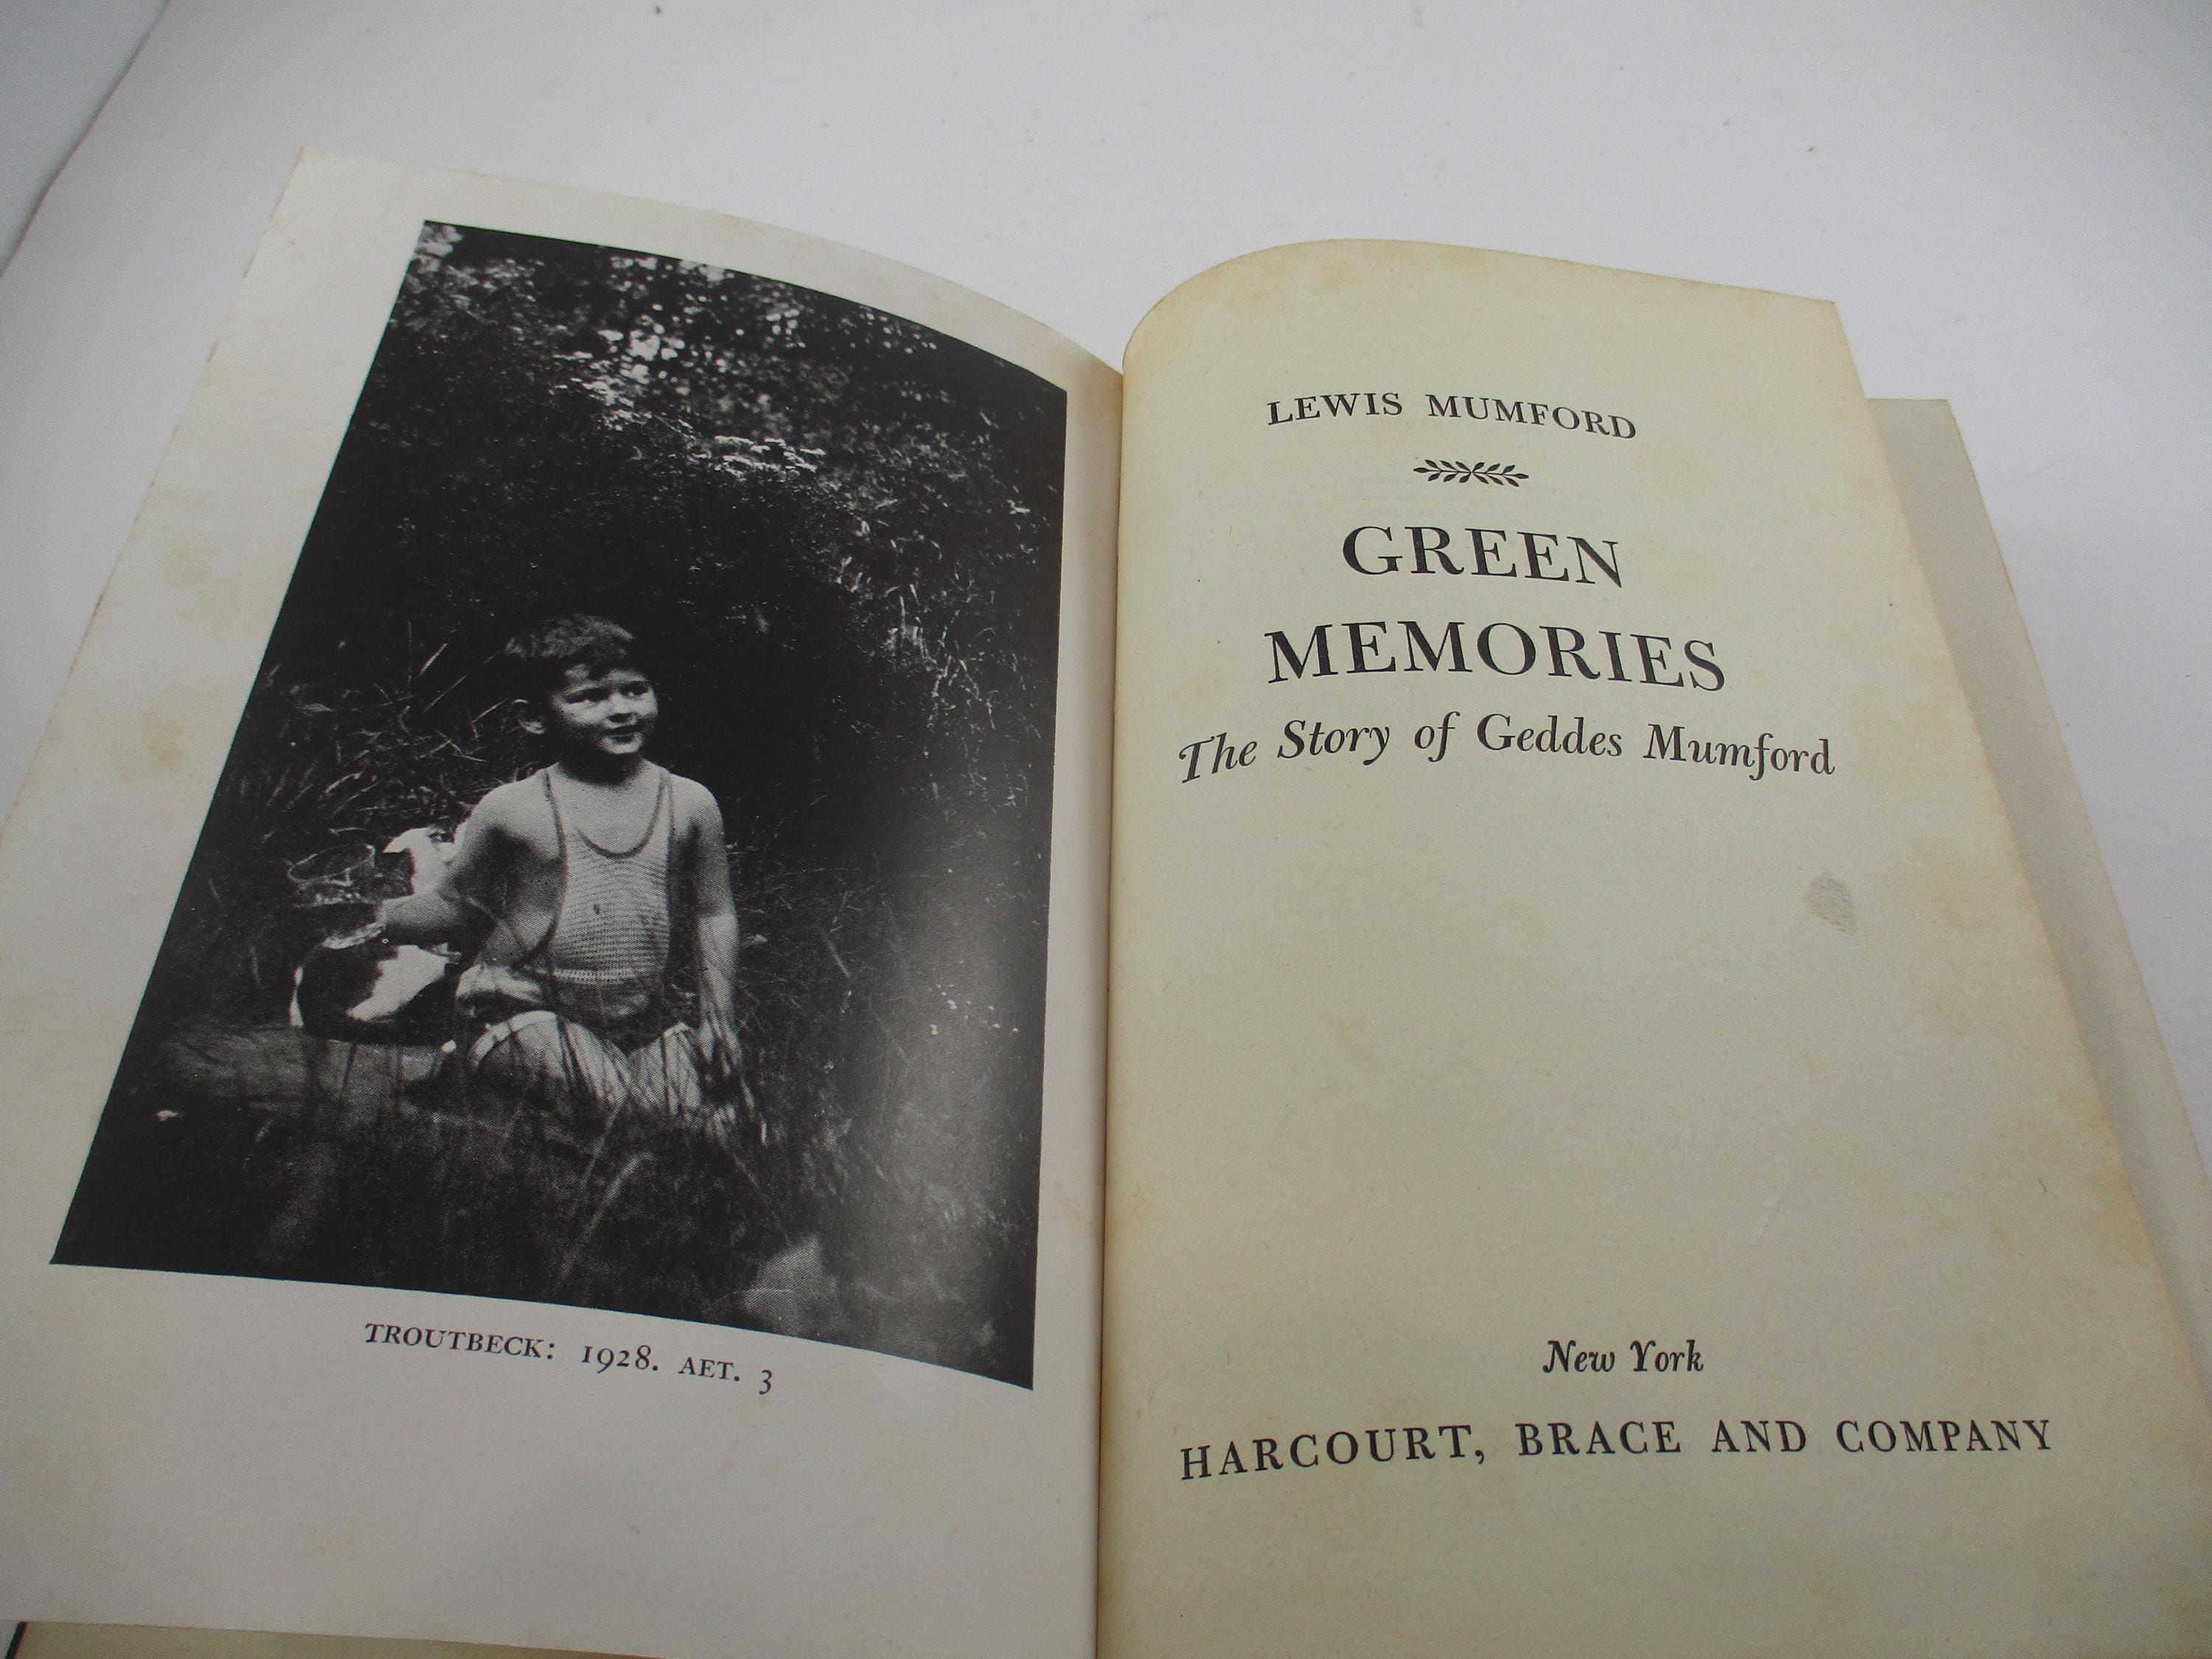 TROUTBECK: 1928. AET. 3
LEWIS MUMFORD
GREEN
MEMORIES
The Story of Geddes Mumford
New York
HARCOURT, BRACE AND COMPANY